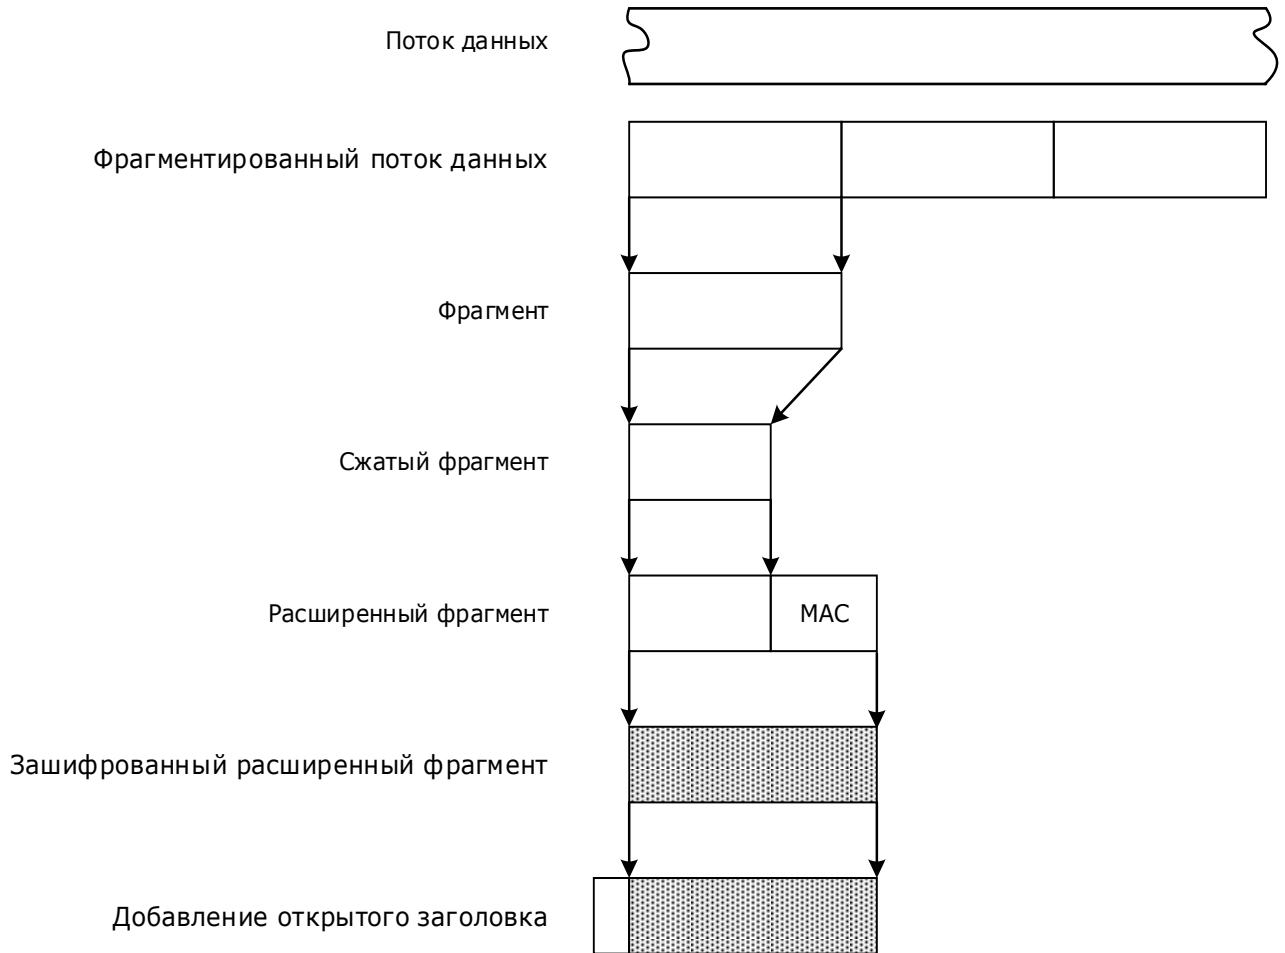 Поток данных
Фрагментированный поток данных
Фрагмент
Сжатый фрагмент
Расширенный фрагмент
MAC
Зашифрованный расширенный фрагмент
Добавление открытого заголовка